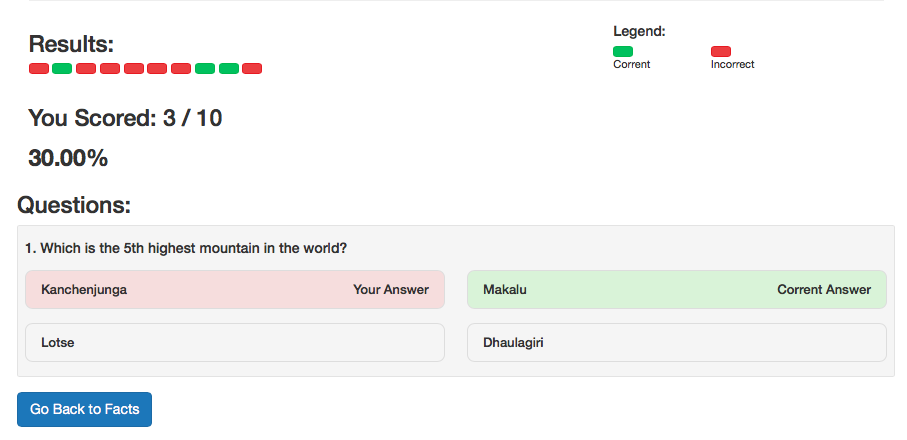 Results:
Legend:
Corrent
Incorrect
You Scored: 3 / 10
30.00%
Questions:
1. Which is the 5th highest mountain in the world?
Kanchenjunga Your Answer
Makalu Corrent Answer
Lotse
Dhaulagiri
Go Back to Facts